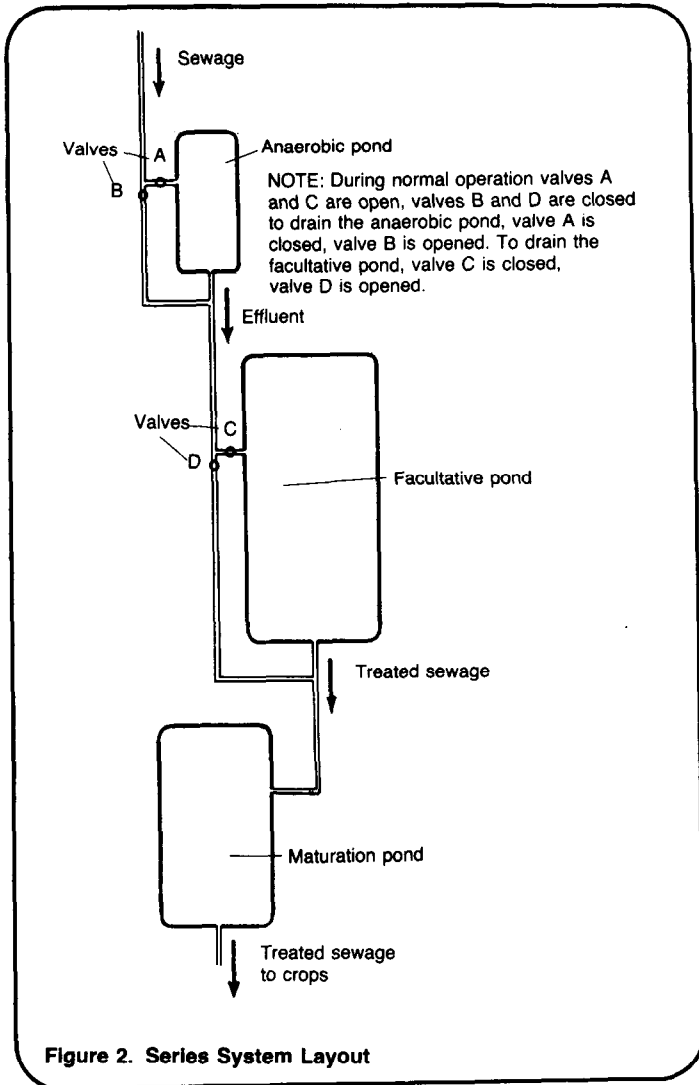 Sewage
Valves
A
B
Anaerobic pond
NOTE: During normal operation valves A
and C are open, valves B and D are closed
to drain the anaerobic pond, valve A is
closed, valve B is opened. To drain the
facultative pond, valve C is closed,
valve D is opened.
Effluent
Valves
C
D
Facultative pond
Treated sewage
Maturation pond
Treated sewage
to crops
Figure 2. Series System Layout